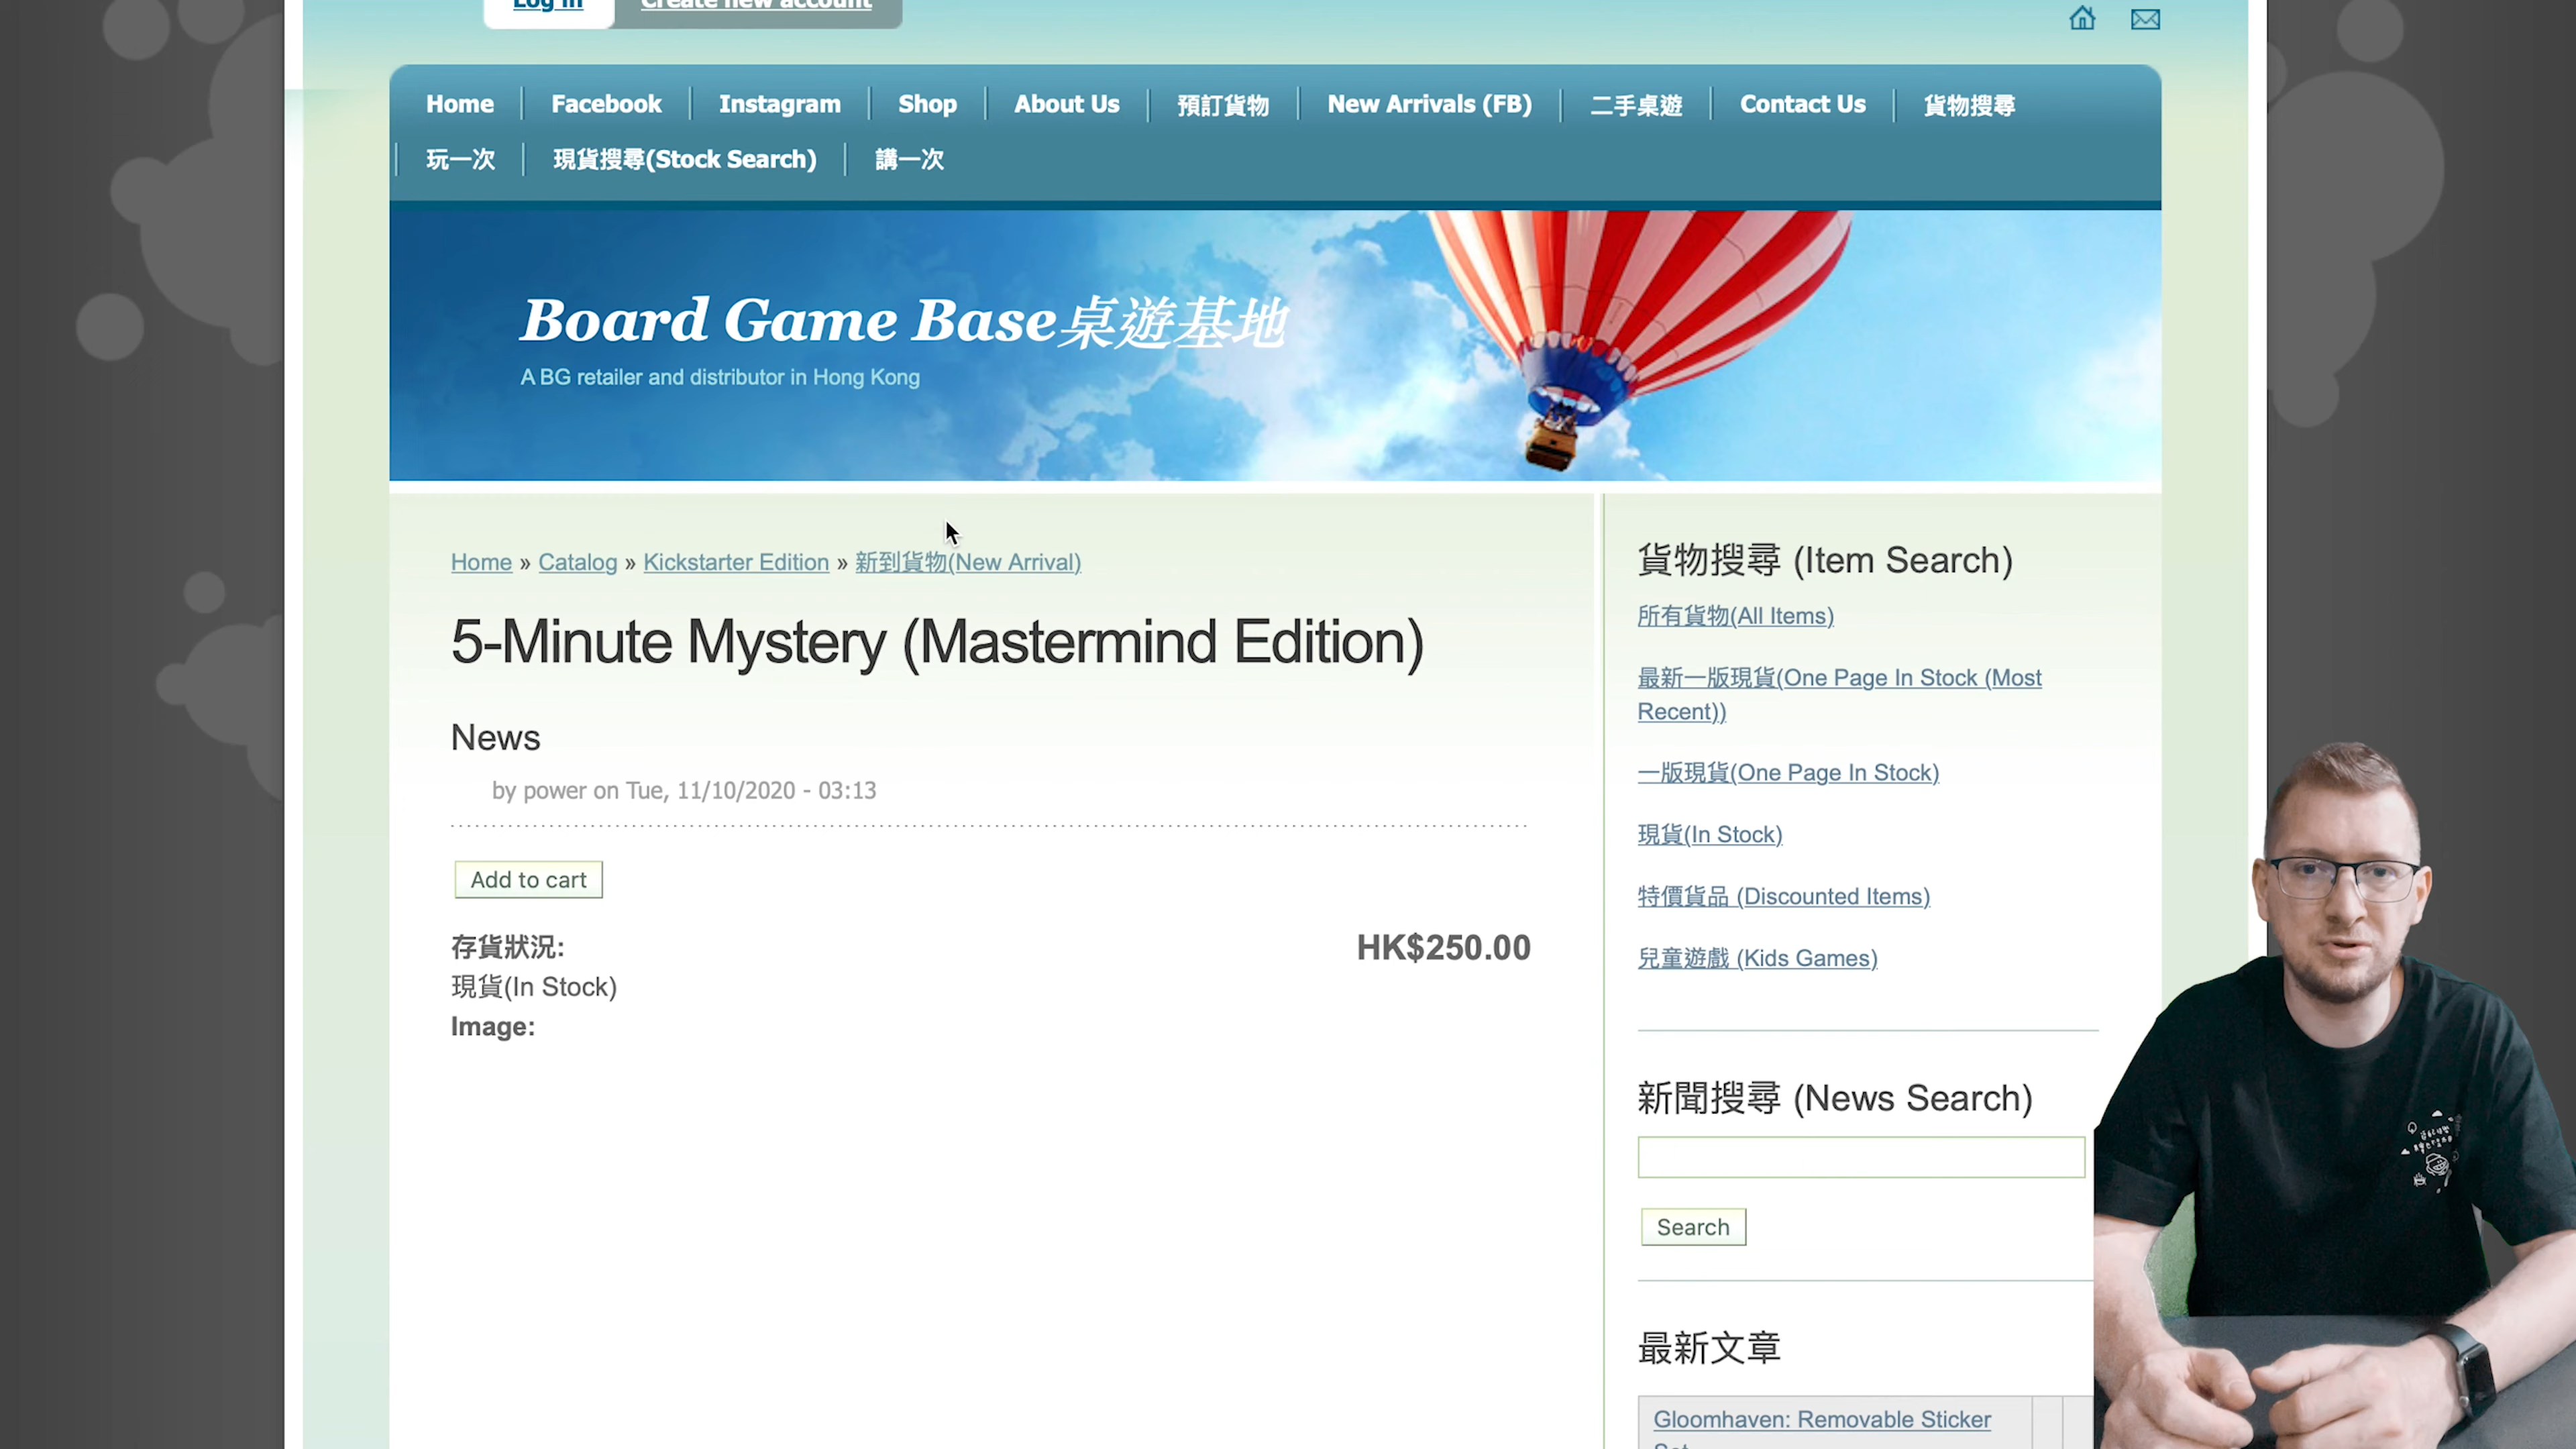 Log in
Create new account
Home
Facebook
Instagram
Shop
About Us
預訂貨物
New Arrivals (FB)
二手桌遊
Contact Us
貨物搜尋
玩一次
現貨搜尋(Stock Search)
講一次
Board Game Base桌遊基地
A BG retailer and distributor in Hong Kong
Home » Catalog » Kickstarter Edition » 新到貨物(New Arrival)
5-Minute Mystery (Mastermind Edition)
News
by power on Tue, 11/10/2020 - 03:13
Add to cart
存貨狀況:
HK$250.00
現貨(In Stock)
Image:
貨物搜尋 (Item Search)
所有貨物(All Items)
最新一版現貨(One Page In Stock (Most
Recent))
一版現貨(One Page In Stock)
現貨(In Stock)
特價貨品 (Discounted Items)
兒童遊戲 (Kids Games)
新聞搜尋 (News Search)
Search
最新文章
Gloomhaven: Removable Sticker